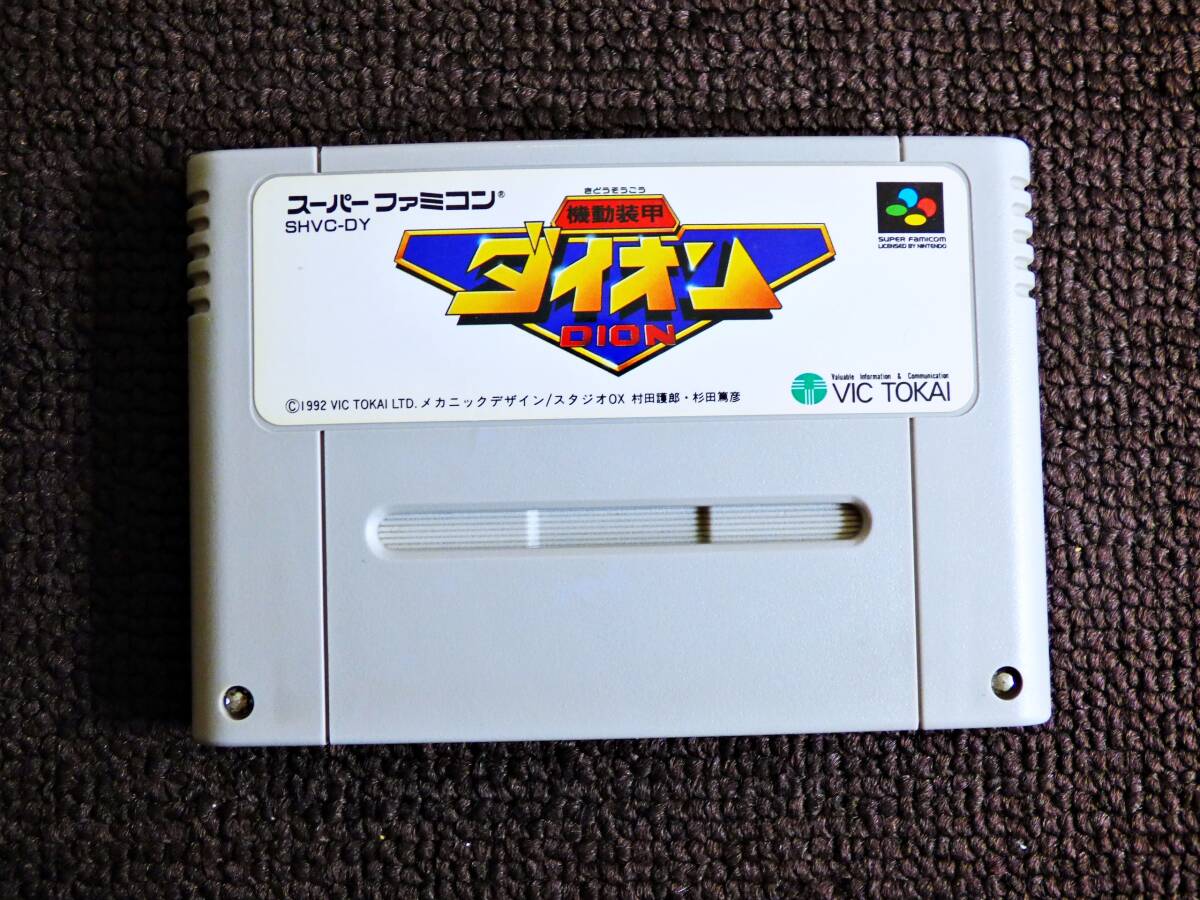 スーパーファミコン®
SHVC-DY
きどうそうこう
機動装甲
ダイオン
DION
SUPER FAMICOM
LICENSED BY NINTENDO
Valuable Information & Communication
VIC TOKAI
©1992 VIC TOKAI LTD. メカニックデザイン/スタジオOX 村田護郎・杉田篤彦